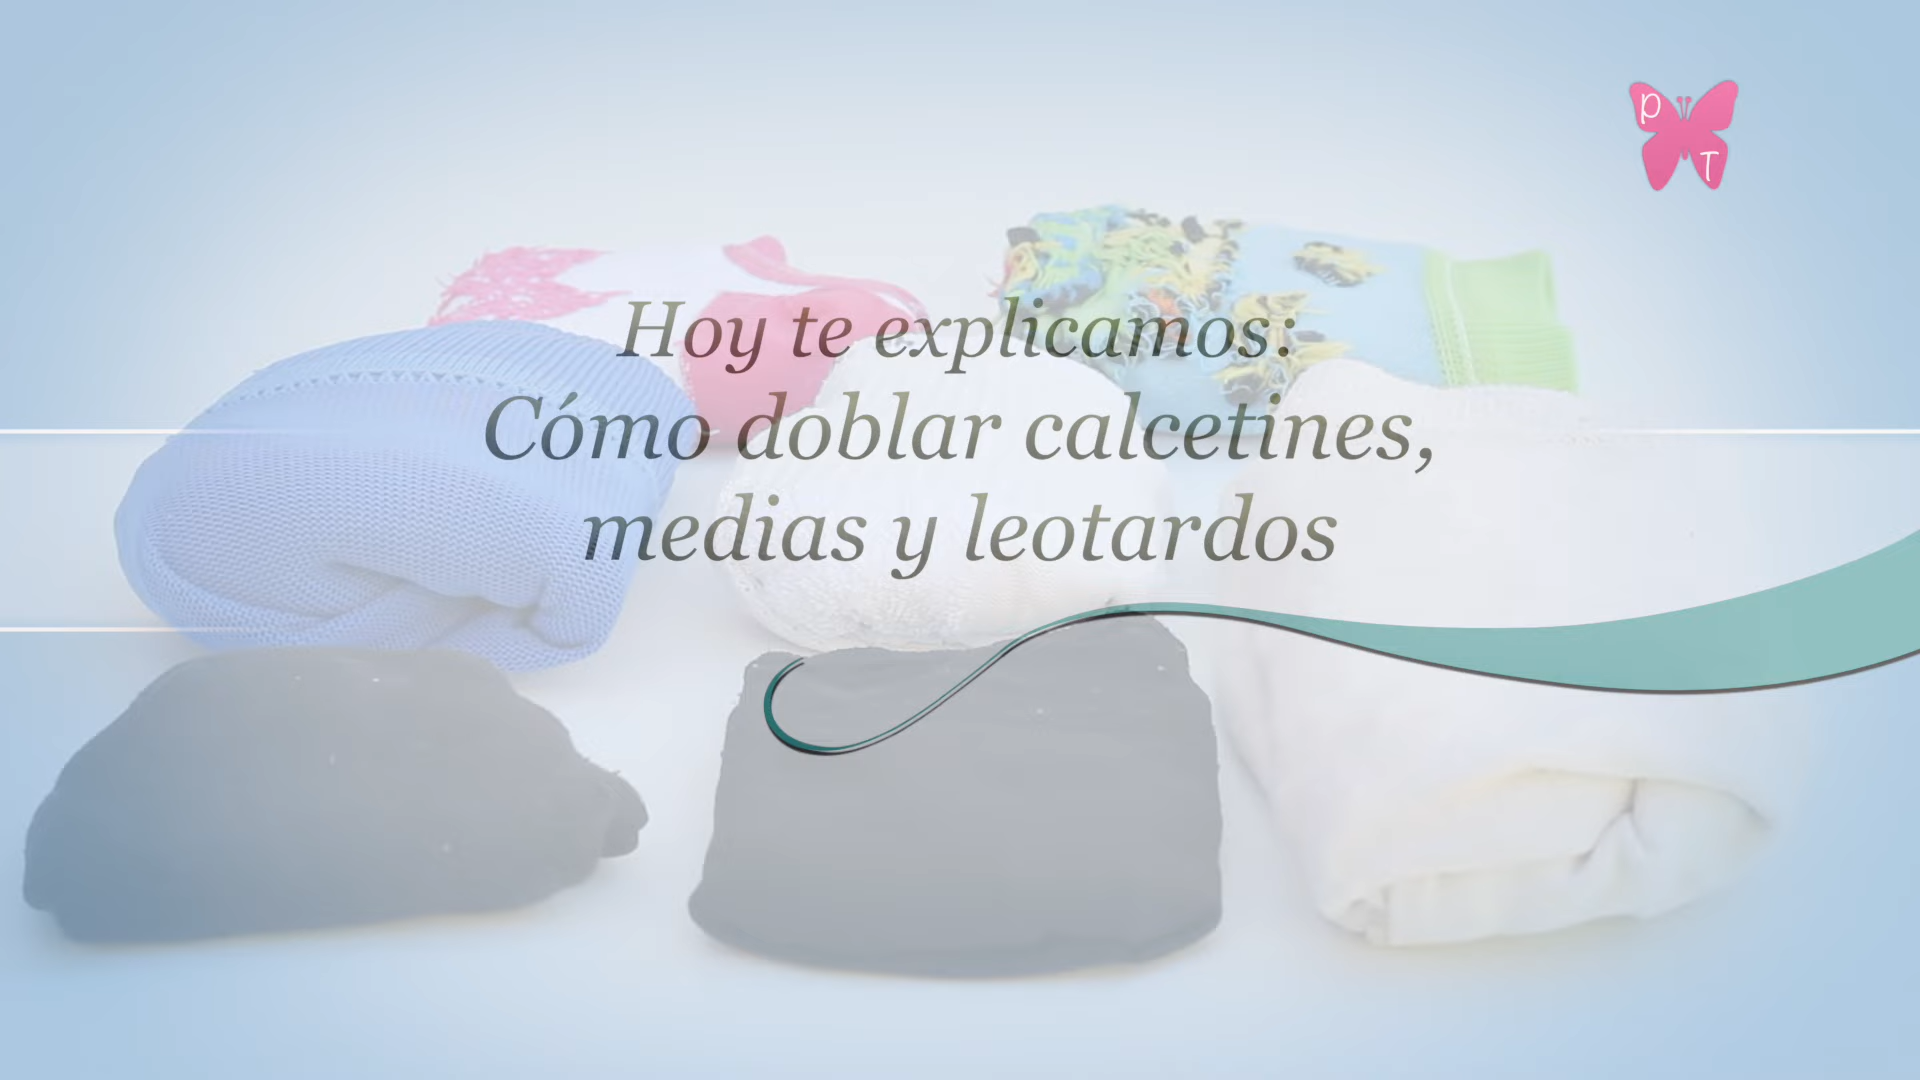 P
T
Hoy te explicamos:
Cómo doblar calcetines,
medias y leotardos